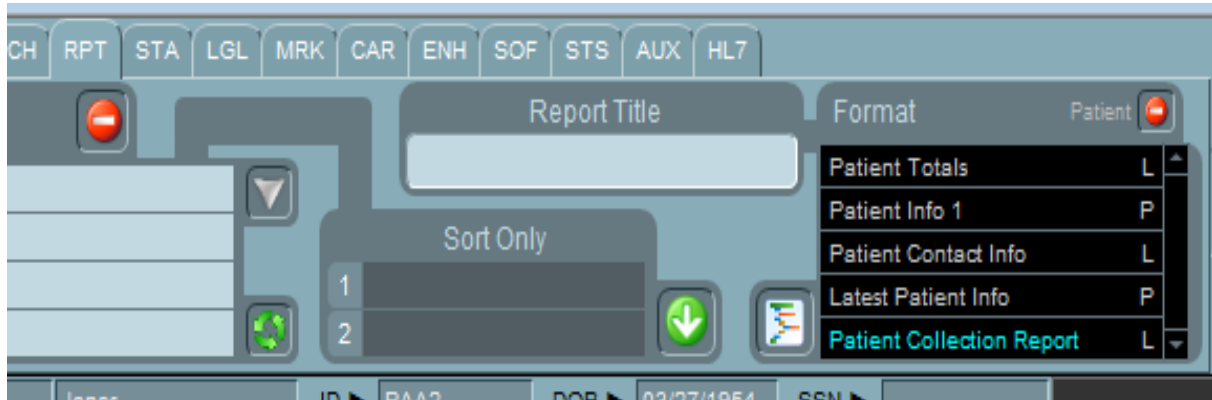 CH RPT STA LGL MRK CAR ENH SOF STS AUX HL7
Report Title
Format Patient
Patient Totals L
Patient Info 1 P
Patient Contact Info L
Latest Patient Info P
Patient Collection Report L
Sort Only
1
2
ID DOB 03/27/1954 SSN